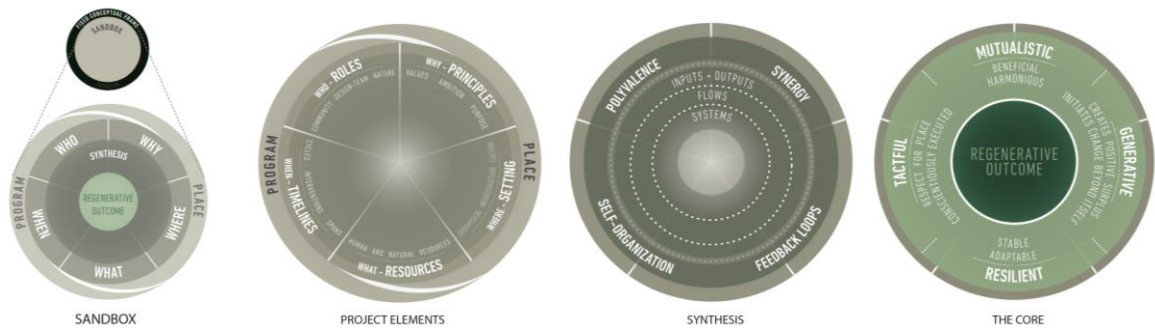 FIXED CONCEPTUAL FRAME
SANDBOX
WHO
WHY
SYNTHESIS
PROGRAM
PLACE
REGENERATIVE
OUTCOME
WHEN
WHERE
WHAT
SANDBOX
WHO - ROLES
COMMUNITY DESIGN-TEAM NATURE
WHY - PRINCIPLES
VALUES AMBITION PURPOSE
PROGRAM
PLACE
WHEN - TIMELINES
WHERE - SETTING
HUMAN AND NATURAL RESOURCES
WHAT - RESOURCES
PROJECT ELEMENTS
POLYVALENCE
SYNERGY
INPUTS + OUTPUTS
FLOWS
SYSTEMS
SELF-ORGANIZATION
FEEDBACK LOOPS
SYNTHESIS
MUTUALISTIC
BENEFICIAL
HARMONIOUS
TACTFUL
RESPECT FOR PLACE
CONSCIENTIOUSLY EXECUTED
REGENERATIVE
OUTCOME
GENERATIVE
CREATES POSITIVE SURPLUS
INITIATES CHANGE BEYOND ITSELF
STABLE
ADAPTABLE
RESILIENT
THE CORE